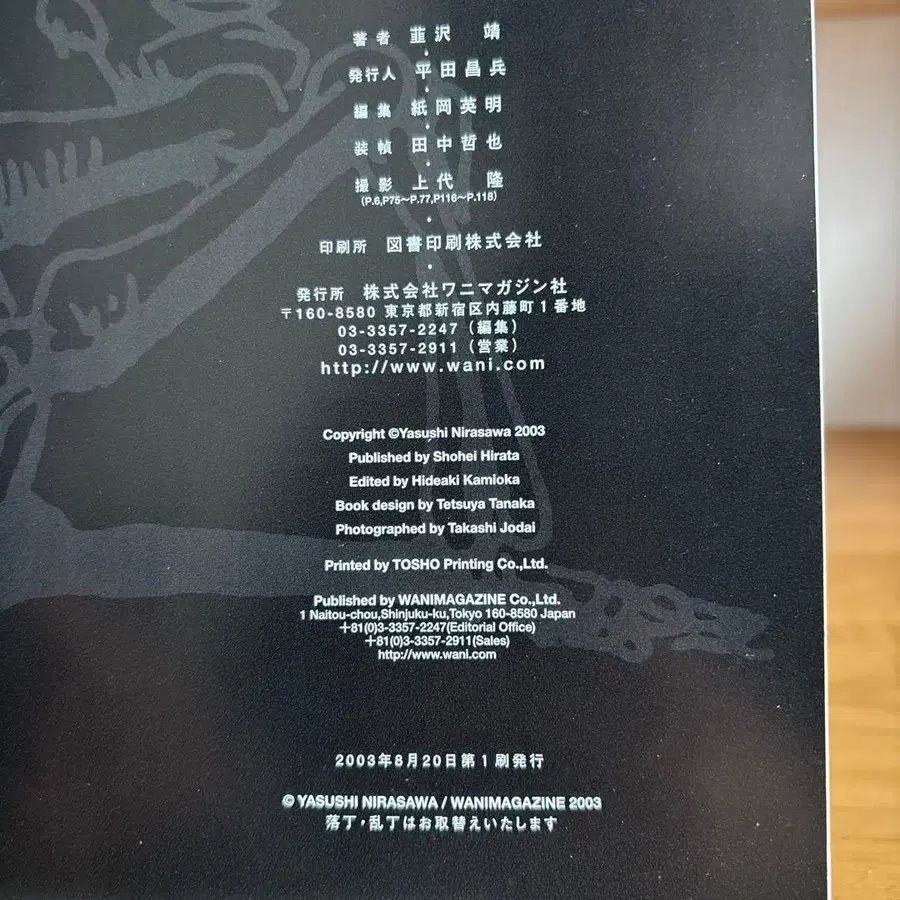 著者 韮沢 靖
発行人 平田昌兵
編集 紙岡英明
装幀 田中哲也
撮影 上代 隆
(P.6,P75〜P.77,P116〜P.118)
印刷所 図書印刷株式会社
発行所 株式会社ワニマガジン社
〒160-8580 東京都新宿区内藤町1番地
03-3357-2247（編集）
03-3357-2911（営業）
http://www.wani.com
Copyright ©Yasushi Nirasawa 2003
Published by Shohei Hirata
Edited by Hideaki Kamioka
Book design by Tetsuya Tanaka
Photographed by Takashi Jodai
Printed by TOSHO Printing Co.,Ltd.
Published by WANIMAGAZINE Co.,Ltd.
1 Naitou-chou,Shinjuku-ku,Tokyo 160-8580 Japan
+81(0)3-3357-2247(Editorial Office)
+81(0)3-3357-2911(Sales)
http://www.wani.com
2003年8月20日第1刷発行
© YASUSHI NIRASAWA / WANIMAGAZINE 2003
落丁・乱丁はお取替えいたします